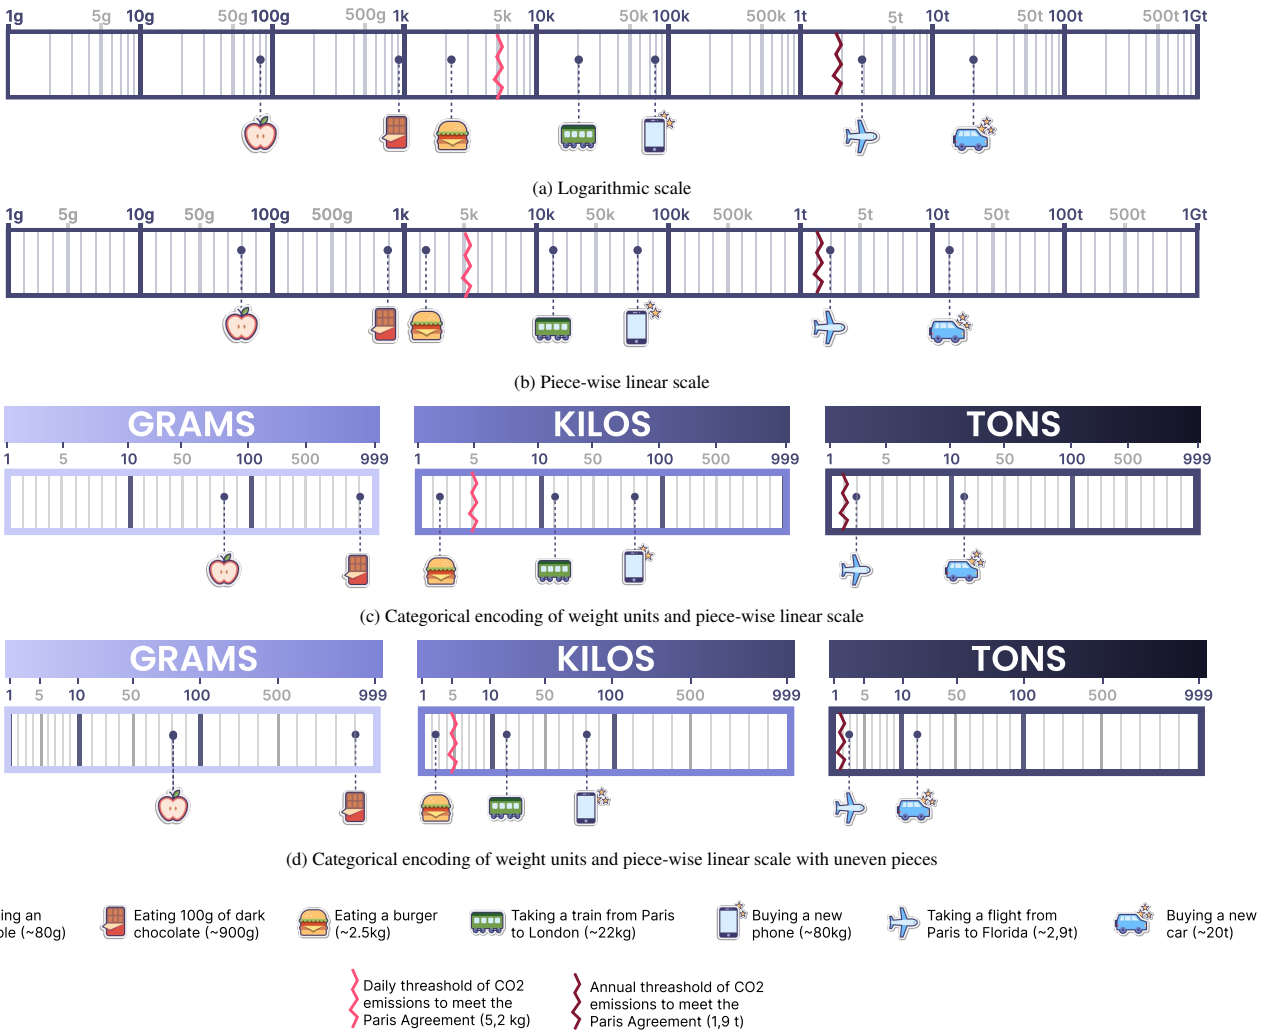 1g 5g 10g 50g 100g 500g 1k 5k 10k 50k 100k 500k 1t 5t 10t 50t 100t 500t 1Gt
(a) Logarithmic scale
1g 5g 10g 50g 100g 500g 1k 5k 10k 50k 100k 500k 1t 5t 10t 50t 100t 500t 1Gt
(b) Piece-wise linear scale
GRAMS KILOS TONS
1 5 10 50 100 500 999 1 5 10 50 100 500 999 1 5 10 50 100 500 999
(c) Categorical encoding of weight units and piece-wise linear scale
GRAMS KILOS TONS
1 5 10 50 100 500 999 1 5 10 50 100 500 999 1 5 10 50 100 500 999
(d) Categorical encoding of weight units and piece-wise linear scale with uneven pieces
ing an
ple (~80g)
Eating 100g of dark
chocolate (~900g)
Eating a burger
(~2.5kg)
Taking a train from Paris
to London (~22kg)
Buying a new
phone (~80kg)
Taking a flight from
Paris to Florida (~2,9t)
Buying a new
car (~20t)
Daily threashold of CO2
emissions to meet the
Paris Agreement (5,2 kg)
Annual threashold of CO2
emissions to meet the
Paris Agreement (1,9 t)